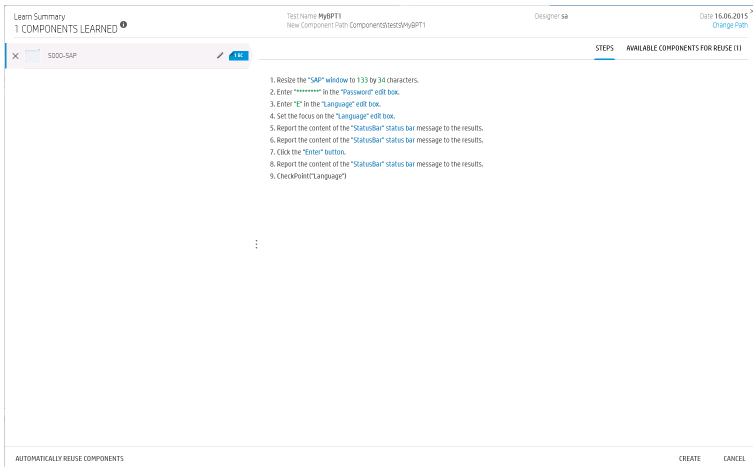 Learn Summary
1 COMPONENTS LEARNED
Test Name MyBPT1
New Component Path Components\tests\MyBPT1
Designer sa
Date 16.06.2015
Change Path
S000-SAP
STEPS AVAILABLE COMPONENTS FOR REUSE (1)
1. Resize the "SAP" window to 133 by 34 characters.
2. Enter "********" in the "Password" edit box.
3. Enter "E" in the "Language" edit box.
4. Set the focus on the "Language" edit box.
5. Report the content of the "StatusBar" status bar message to the results.
6. Report the content of the "StatusBar" status bar message to the results.
7. Click the "Enter" button.
8. Report the content of the "StatusBar" status bar message to the results.
9. CheckPoint("Language")
AUTOMATICALLY REUSE COMPONENTS
CREATE CANCEL